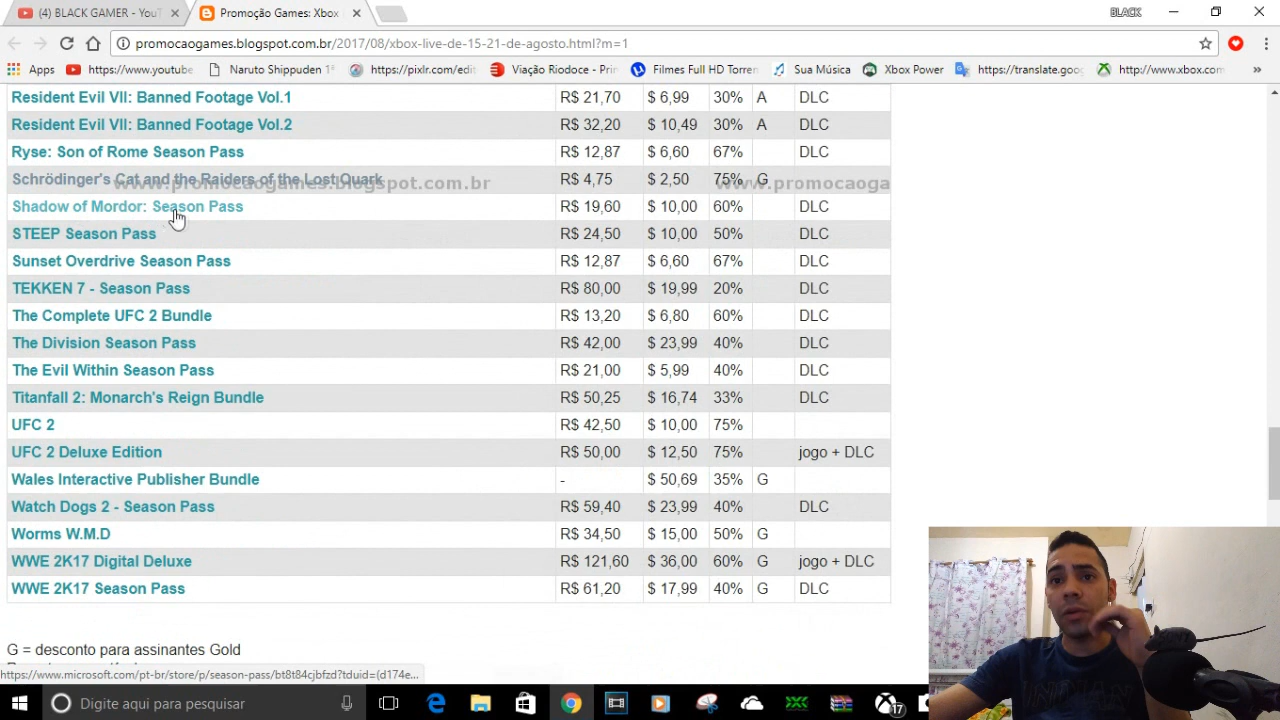 (4) BLACK GAMER - YouT
Promoção Games: Xbox
BLACK
promocaogames.blogspot.com.br/2017/08/xbox-live-de-15-21-de-agosto.html?m=1
Apps https://www.youtube Naruto Shippuden 1ª https://pixlr.com/edit Viação Riodoce - Prin Filmes Full HD Torren Sua Música Xbox Power https://translate.goog http://www.xbox.com »
Resident Evil VII: Banned Footage Vol.1 R$ 21,70 $ 6,99 30% A DLC
Resident Evil VII: Banned Footage Vol.2 R$ 32,20 $ 10,49 30% A DLC
Ryse: Son of Rome Season Pass R$ 12,87 $ 6,60 67% DLC
Schrödinger's Cat and the Raiders of the Lost Quark R$ 4,75 $ 2,50 75% G
www.promocaogames.blogspot.com.br www.promocaoga
Shadow of Mordor: Season Pass R$ 19,60 $ 10,00 60% DLC
STEEP Season Pass R$ 24,50 $ 10,00 50% DLC
Sunset Overdrive Season Pass R$ 12,87 $ 6,60 67% DLC
TEKKEN 7 - Season Pass R$ 80,00 $ 19,99 20% DLC
The Complete UFC 2 Bundle R$ 13,20 $ 6,80 60% DLC
The Division Season Pass R$ 42,00 $ 23,99 40% DLC
The Evil Within Season Pass R$ 21,00 $ 5,99 40% DLC
Titanfall 2: Monarch's Reign Bundle R$ 50,25 $ 16,74 33% DLC
UFC 2 R$ 42,50 $ 10,00 75%
UFC 2 Deluxe Edition R$ 50,00 $ 12,50 75% jogo + DLC
Wales Interactive Publisher Bundle - $ 50,69 35% G
Watch Dogs 2 - Season Pass R$ 59,40 $ 23,99 40% DLC
Worms W.M.D R$ 34,50 $ 15,00 50% G
WWE 2K17 Digital Deluxe R$ 121,60 $ 36,00 60% G jogo + DLC
WWE 2K17 Season Pass R$ 61,20 $ 17,99 40% G DLC
G = desconto para assinantes Gold
https://www.microsoft.com/pt-br/store/p/season-pass/bt8t84cjbfzd?tduid=(d174e...
Digite aqui para pesquisar
17